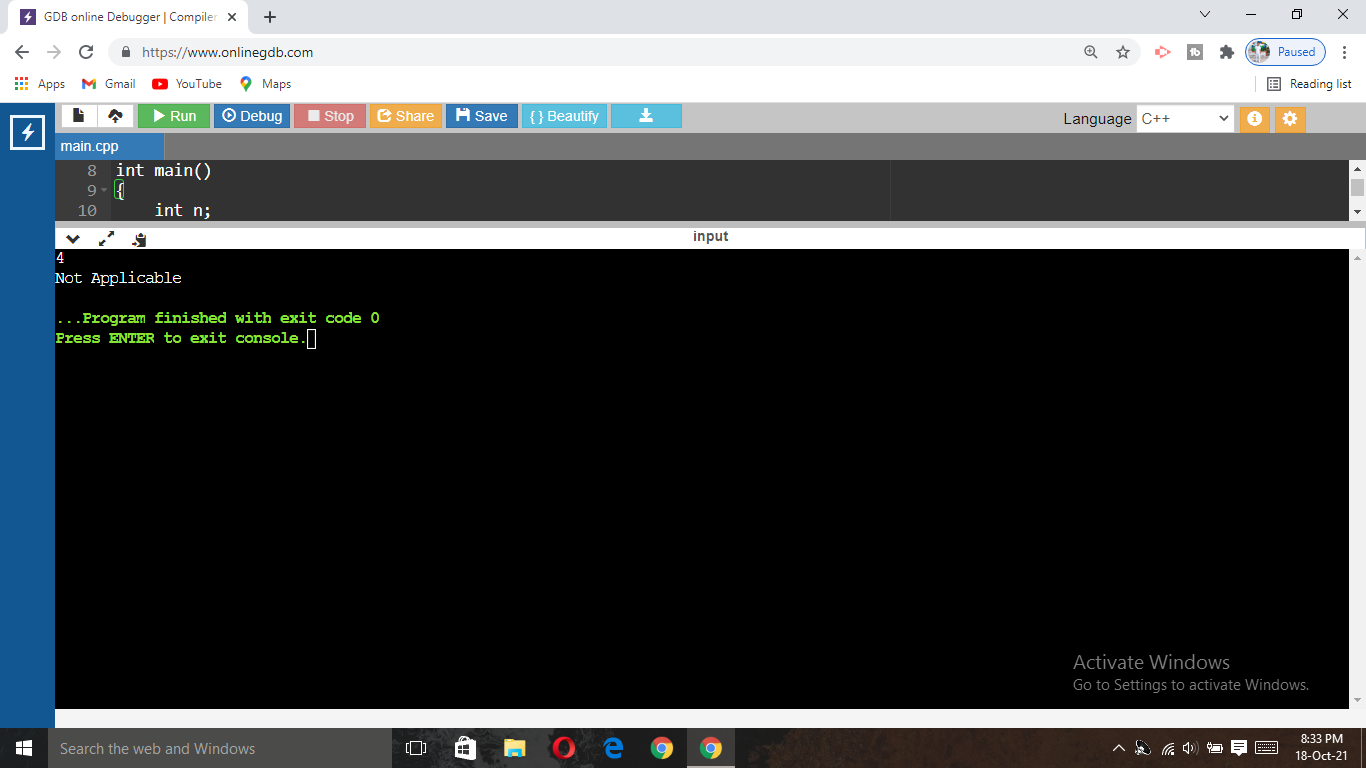 GDB online Debugger | Compiler
https://www.onlinegdb.com
Paused
Apps
Gmail
YouTube
Maps
Reading list
Run
Debug
Stop
Share
Save
{ } Beautify
Language
C++
main.cpp
8 int main()
9 {
10 int n;
input
4
Not Applicable
...Program finished with exit code 0
Press ENTER to exit console.
Activate Windows
Go to Settings to activate Windows.
Search the web and Windows
8:33 PM
18-Oct-21